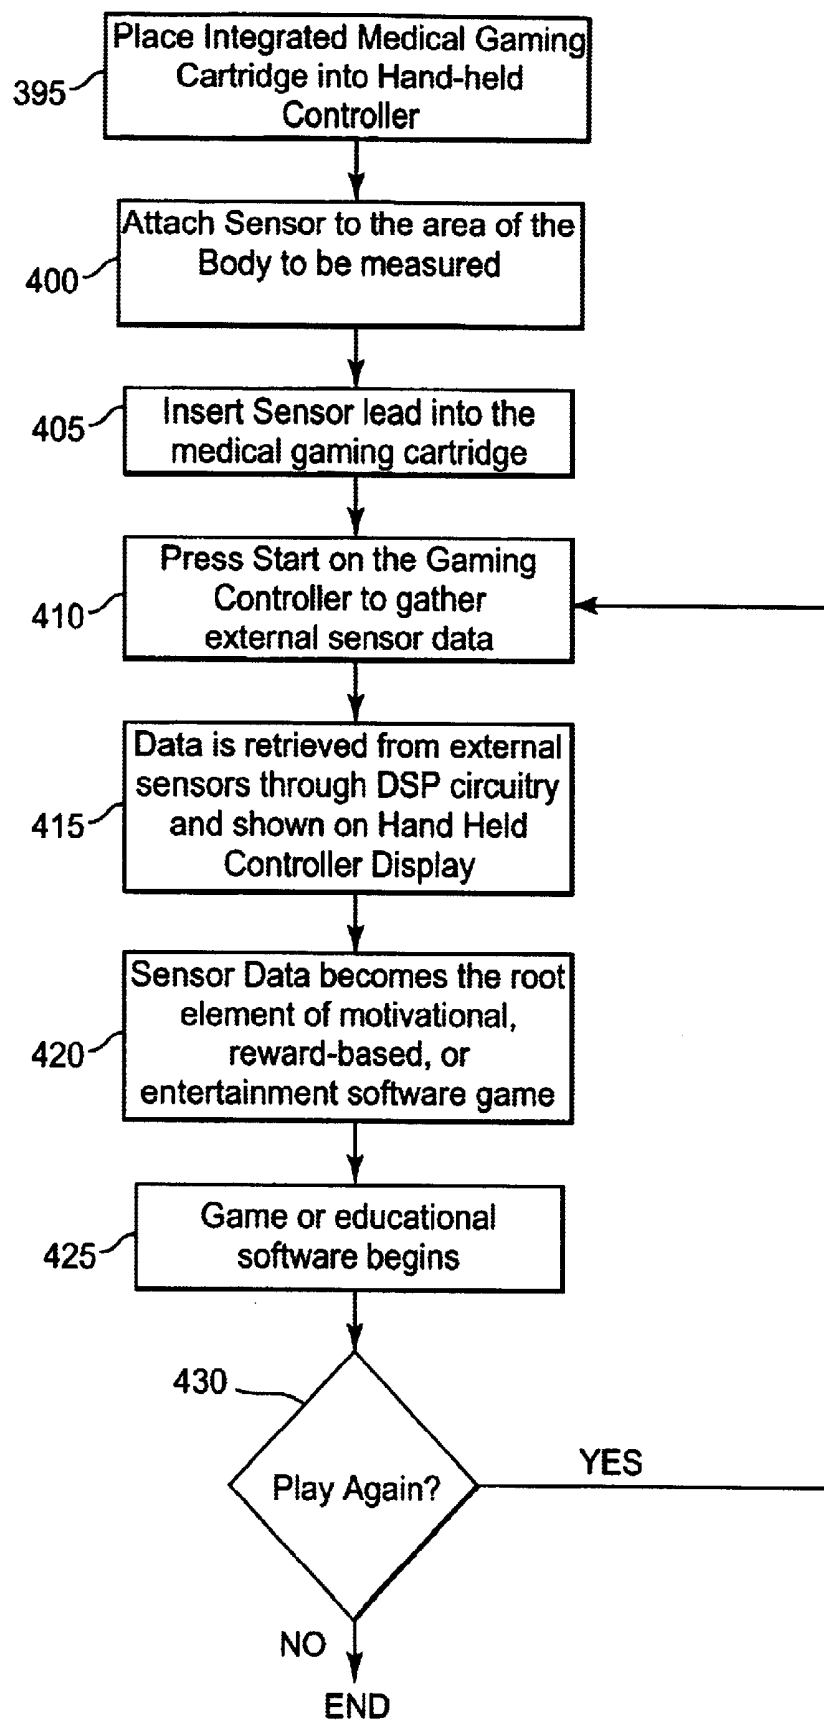 Place Integrated Medical Gaming
Cartridge into Hand-held
Controller
395
Attach Sensor to the area of the
Body to be measured
400
Insert Sensor lead into the
medical gaming cartridge
405
Press Start on the Gaming
Controller to gather
external sensor data
410
Data is retrieved from external
sensors through DSP circuitry
and shown on Hand Held
Controller Display
415
Sensor Data becomes the root
element of motivational,
reward-based, or
entertainment software game
420
Game or educational
software begins
425
430
Play Again?
YES
NO
END